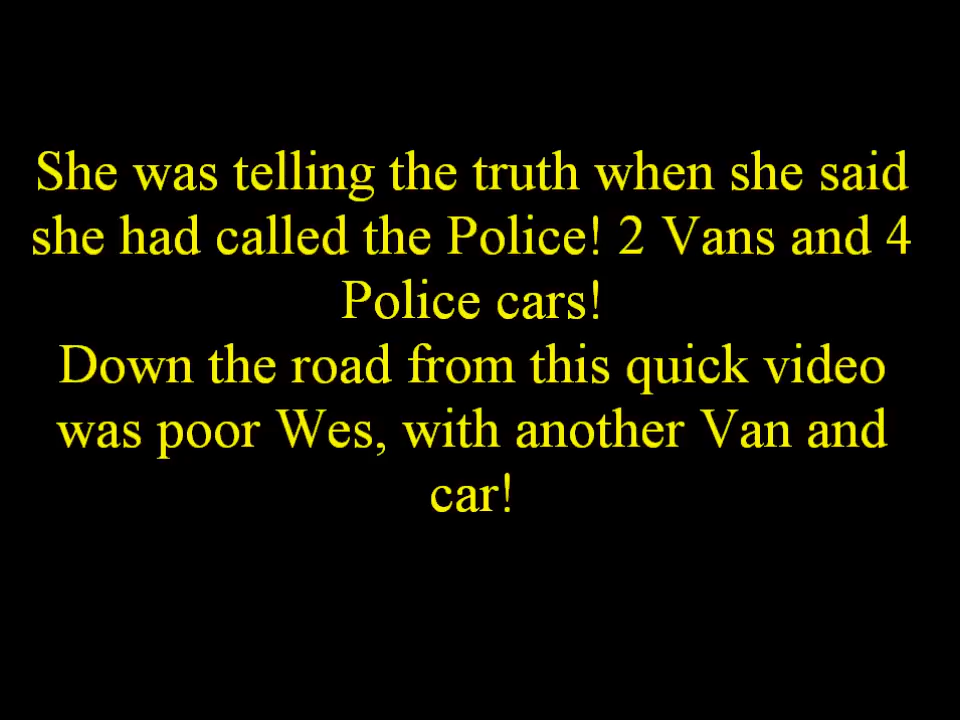 She was telling the truth when she said
she had called the Police! 2 Vans and 4
Police cars!
Down the road from this quick video
was poor Wes, with another Van and
car!